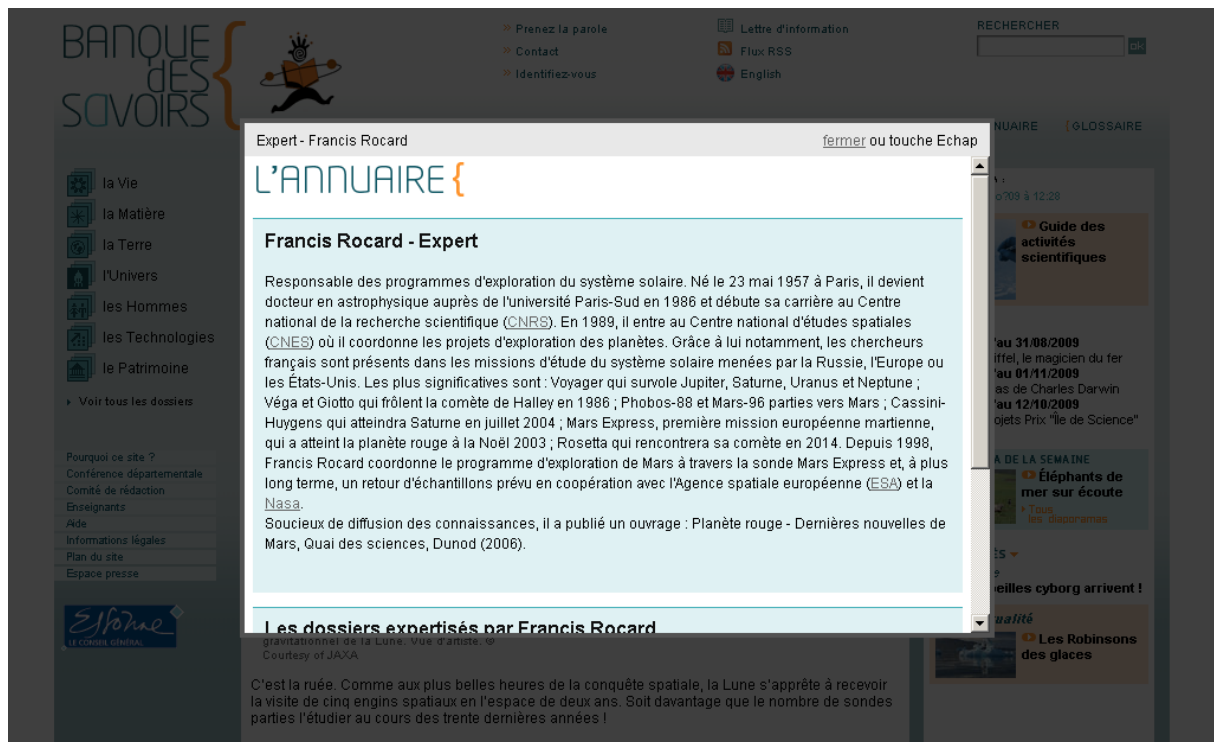 BANQUE
dES
SAVOIRS
» Prenez la parole
» Contact
» Identifiez-vous
Lettre d'information
Flux RSS
English
RECHERCHER
ok
NUAIRE | GLOSSAIRE
Expert - Francis Rocard
fermer ou touche Echap
L'ANNUAIRE {
Francis Rocard - Expert
Responsable des programmes d'exploration du système solaire. Né le 23 mai 1957 à Paris, il devient
docteur en astrophysique auprès de l'université Paris-Sud en 1986 et débute sa carrière au Centre
national de la recherche scientifique (CNRS). En 1989, il entre au Centre national d'études spatiales
(CNES) où il coordonne les projets d'exploration des planètes. Grâce à lui notamment, les chercheurs
français sont présents dans les missions d'étude du système solaire menées par la Russie, l'Europe ou
les États-Unis. Les plus significatives sont : Voyager qui survole Jupiter, Saturne, Uranus et Neptune ;
Véga et Giotto qui frôlent la comète de Halley en 1986 ; Phobos-88 et Mars-96 parties vers Mars ; Cassini-
Huygens qui atteindra Saturne en juillet 2004 ; Mars Express, première mission européenne martienne,
qui a atteint la planète rouge à la Noël 2003 ; Rosetta qui rencontrera sa comète en 2014. Depuis 1998,
Francis Rocard coordonne le programme d'exploration de Mars à travers la sonde Mars Express et, à plus
long terme, un retour d'échantillons prévu en coopération avec l'Agence spatiale européenne (ESA) et la
Nasa.
Soucieux de diffusion des connaissances, il a publié un ouvrage : Planète rouge - Dernières nouvelles de
Mars, Quai des sciences, Dunod (2006).
Les dossiers expertisés par Francis Rocard
la Vie
la Matière
la Terre
l'Univers
les Hommes
les Technologies
le Patrimoine
Voir tous les dossiers
Pourquoi ce site ?
Conférence départementale
Comité de rédaction
Enseignants
Aide
Informations légales
Plan du site
Espace presse
Essonne
LE CONSEIL GÉNÉRAL
gravitationnel de la Lune. Vue d'artiste. ©
Courtesy of JAXA
C'est la ruée. Comme aux plus belles heures de la conquête spatiale, la Lune s'apprête à recevoir
la visite de cinq engins spatiaux en l'espace de deux ans. Soit davantage que le nombre de sondes
parties l'étudier au cours des trente dernières années !
709 à 12:28
Guide des
activités
scientifiques
'au 31/08/2009
iffel, le magicien du fer
'au 01/11/2009
as de Charles Darwin
'au 12/10/2009
ojets Prix "Île de Science"
A DE LA SEMAINE
Éléphants de
mer sur écoute
Tous
les diaporamas
ÉS
eilles cyborg arrivent !
ualité
Les Robinsons
des glaces